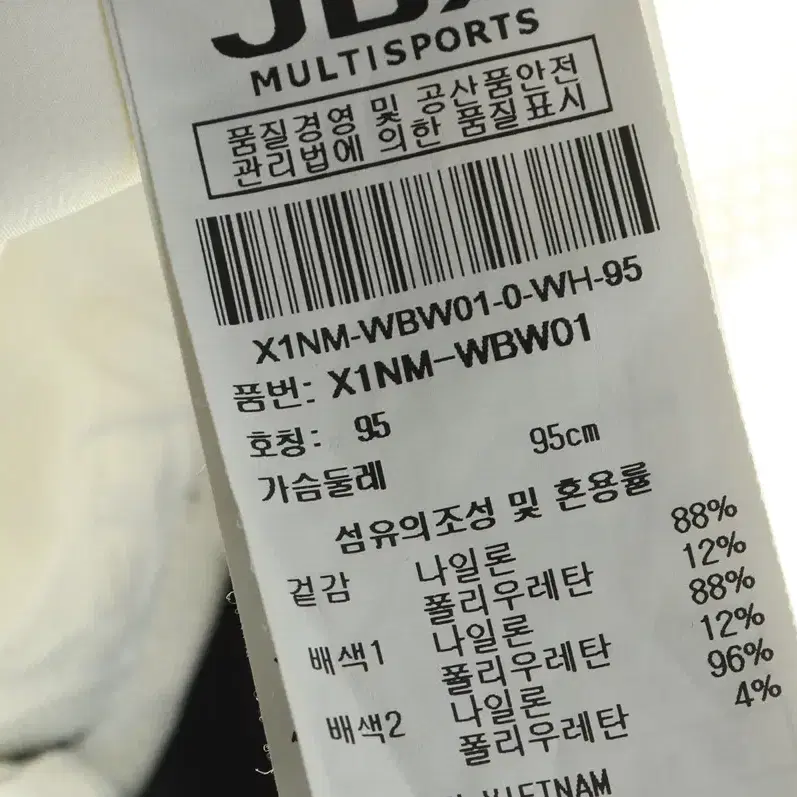 MULTISPORTS
품질경영 및 공산품안전
관리법에 의한 품질표시
X1NM-WBW01-0-WH-95
품번: X1NM-WBW01
호칭: 95 95cm
가슴둘레
섬유의조성 및 혼용률
겉감 나일론 88%
폴리우레탄 12%
배색1 나일론 88%
폴리우레탄 12%
배색2 나일론 96%
폴리우레탄 4%
VIETNAM